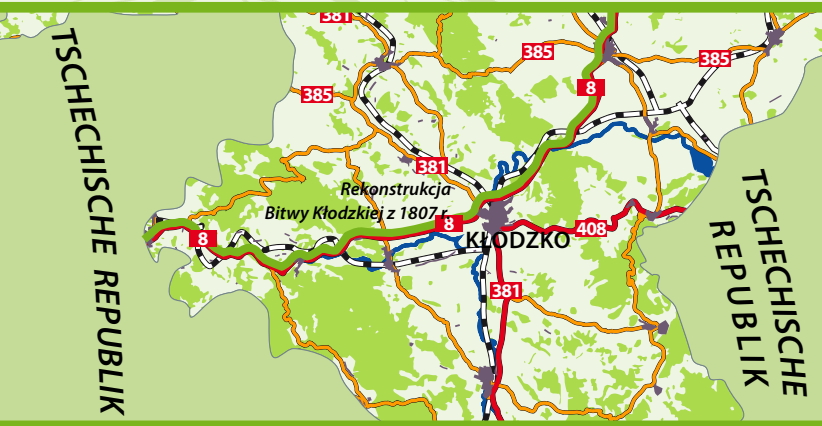 381
385
385
385
8
381
Rekonstrukcja
Bitwy Kłodzkiej z 1807 r.
8
8
408
KŁODZKO
381
TSCHECHISCHE REPUBLIK
TSCHECHISCHE
REPUBLIK